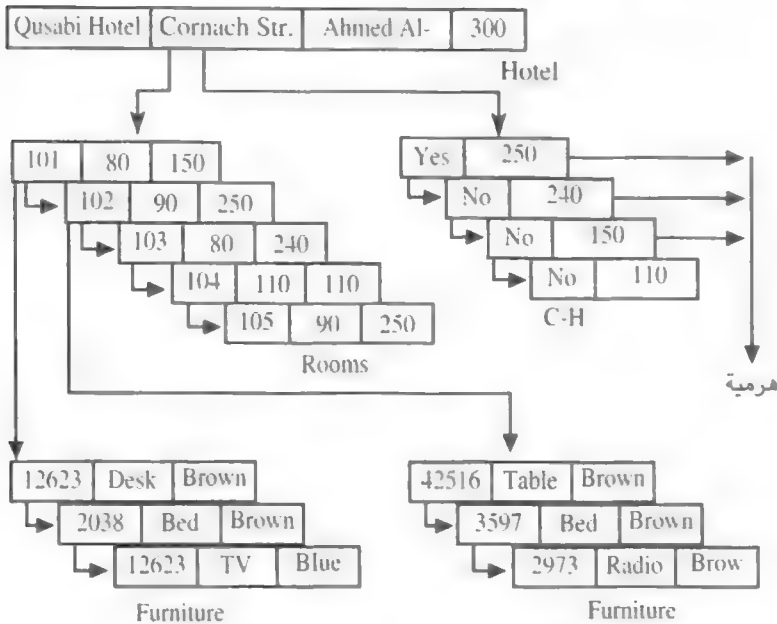 Qusabi Hotel Cornach Str. Ahmed Al- 300
Hotel
101 80 150
102 90 250
103 80 240
104 110 110
105 90 250
Rooms
Yes 250
No 240
No 150
No 110
C-H
هرمية
12623 Desk Brown
2038 Bed Brown
12623 TV Blue
Furniture
42516 Table Brown
3597 Bed Brown
2973 Radio Brow
Furniture